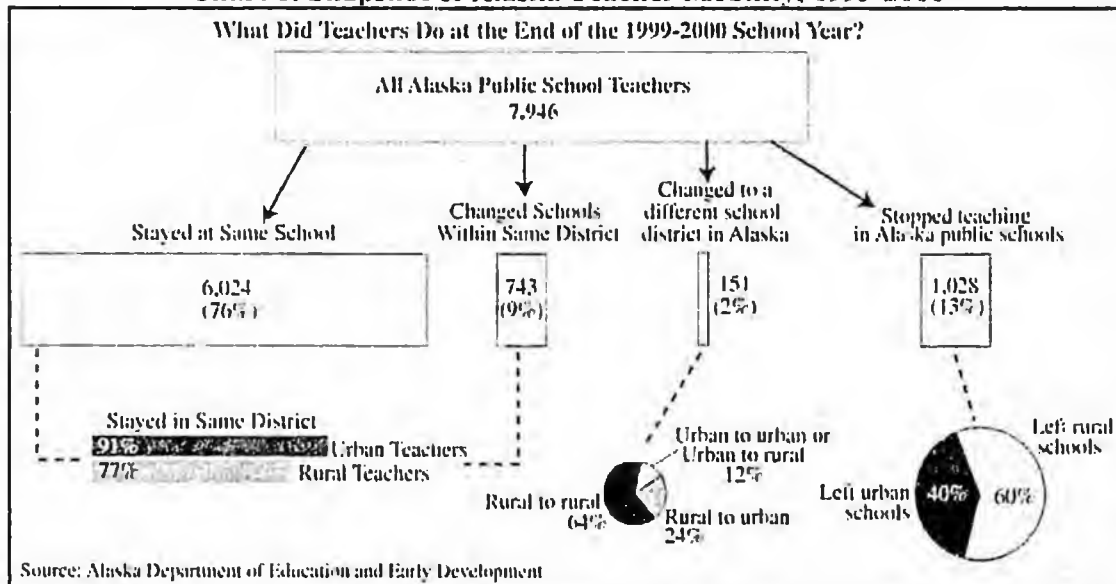 What Did Teachers Do at the End of the 1999-2000 School Year?
All Alaska Public School Teachers
7,946
Stayed at Same School
Changed Schools
Within Same District
Changed to a
different school
district in Alaska
Stopped teaching
in Alaska public schools
6,024
(76%)
743
(9%)
151
(2%)
1,028
(13%)
Stayed in Same District
91%
Urban Teachers
77%
Rural Teachers
Urban to urban or
Urban to rural
12%
Rural to rural
64%
Rural to urban
24%
Left rural
schools
Left urban
schools
40%
60%
Source: Alaska Department of Education and Early Development